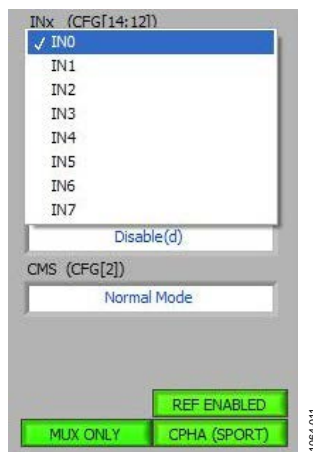 INx (CFG[14:12])
✓ IN0
IN1
IN2
IN3
IN4
IN5
IN6
IN7
Disable(d)
CMS (CFG[2])
Normal Mode
REF ENABLED
MUX ONLY
CPHA (SPORT)